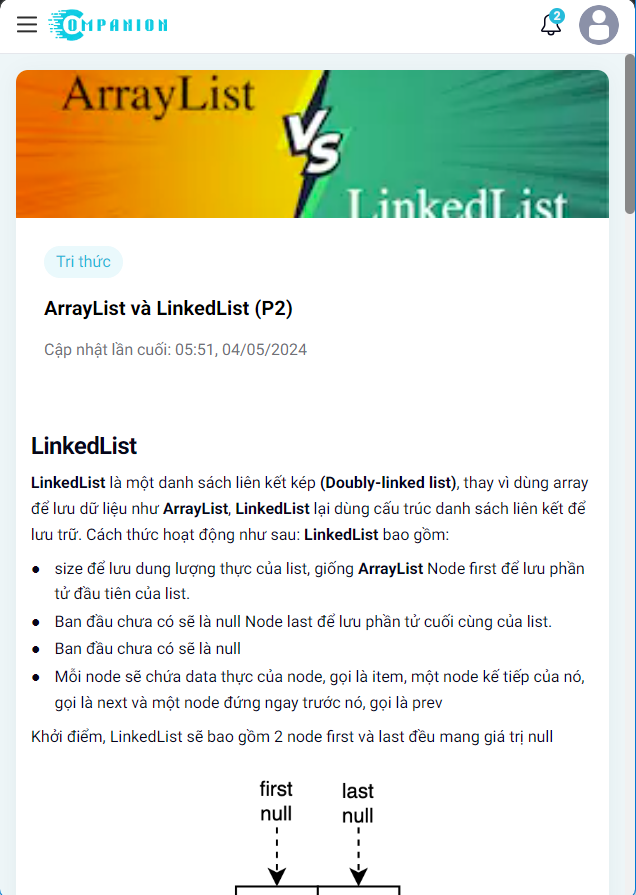 COMPANION
2
ArrayList
VS
LinkedList
Tri thức
ArrayList và LinkedList (P2)
Cập nhật lần cuối: 05:51, 04/05/2024
LinkedList
LinkedList là một danh sách liên kết kép (Doubly-linked list), thay vì dùng array
để lưu dữ liệu như ArrayList, LinkedList lại dùng cấu trúc danh sách liên kết để
lưu trữ. Cách thức hoạt động như sau: LinkedList bao gồm:
● size để lưu dung lượng thực của list, giống ArrayList Node first để lưu phần
tử đầu tiên của list.
● Ban đầu chưa có sẽ là null Node last để lưu phần tử cuối cùng của list.
● Ban đầu chưa có sẽ là null
● Mỗi node sẽ chứa data thực của node, gọi là item, một node kế tiếp của nó,
gọi là next và một node đứng ngay trước nó, gọi là prev
Khởi điểm, LinkedList sẽ bao gồm 2 node first và last đều mang giá trị null
first last
null null